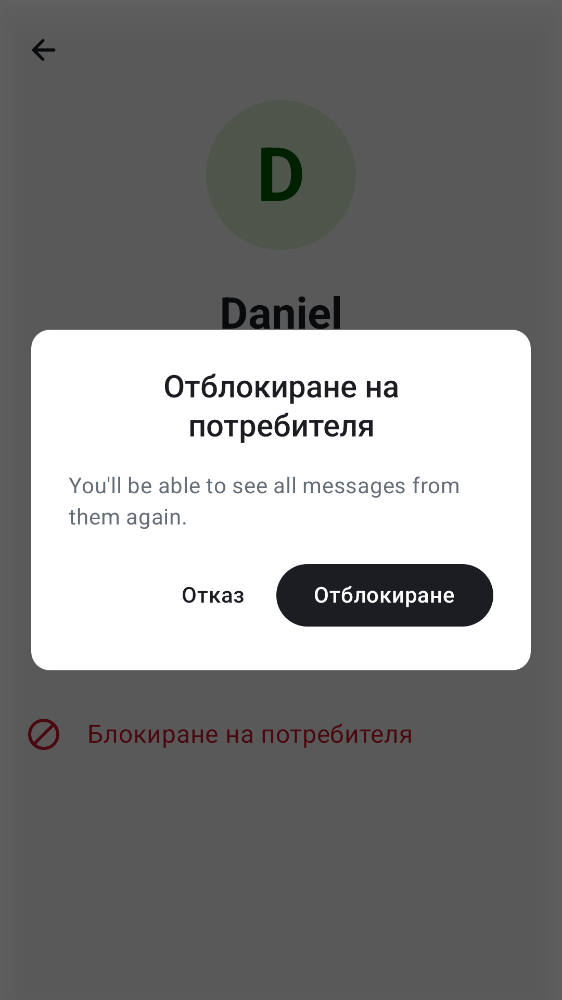 D
Daniel
Отблокиране на
потребителя
You'll be able to see all messages from
them again.
Отказ
Отблокиране
Блокиране на потребителя